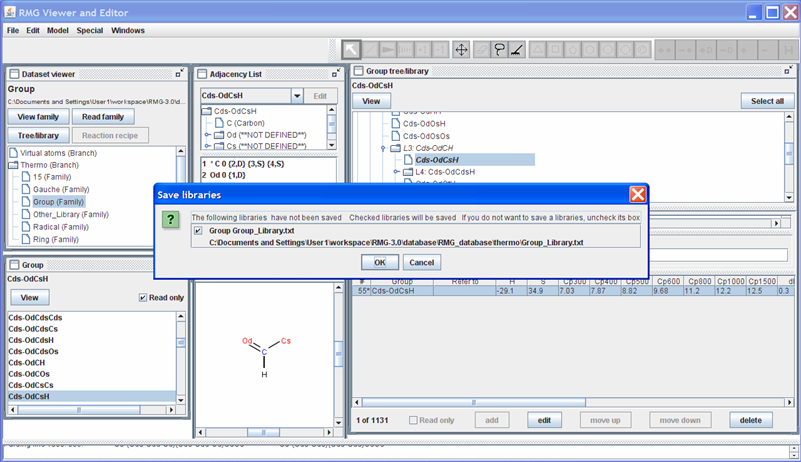 RMG Viewer and Editor
File Edit Model Special Windows
Dataset viewer
Group
C:\Documents and Settings\User1\workspace\RMG-3.0\d...
View family Read family
Tree/library Reaction recipe
Virtual atoms (Branch)
Thermo (Branch)
15 (Family)
Gauche (Family)
Group (Family)
Other_Library (Family)
Radical (Family)
Ring (Family)
Group
Cds-OdCsH
View Read only
Cds-OdCdsCds
Cds-OdCdsCs
Cds-OdCdsH
Cds-OdCdsOs
Cds-OdCH
Cds-OdCOs
Cds-OdCsCs
Cds-OdCsH
Adjacency List
Cds-OdCsH Edit
Cds-OdCsH
C (Carbon)
Od (**NOT DEFINED**)
Cs (**NOT DEFINED**)
1 * C 0 {2,D} {3,S} {4,S}
2 Od 0 {1,D}
Od Cs
C
H
Group tree/library
Cds-OdCsH
View Select all
Cds-OdCsH
Cds-OdOsH
Cds-OdOsOs
L3: Cds-OdCH
Cds-OdCsH
L4: Cds-OdCdsH
Save libraries
The following libraries have not been saved Checked libraries will be saved If you do not want to save a libraries, uncheck its box
Group Group_Library.txt
C:\Documents and Settings\User1\workspace\RMG-3.0\database\RMG_database\thermo\Group_Library.txt
OK Cancel
# Group Refer to H S Cp300 Cp400 Cp500 Cp600 Cp800 Cp1000 Cp1500
55* Cds-OdCsH -29.1 34.9 7.03 7.87 8.82 9.68 11.2 12.2 12.5 0.3
1 of 1131 Read only add edit move up move down delete